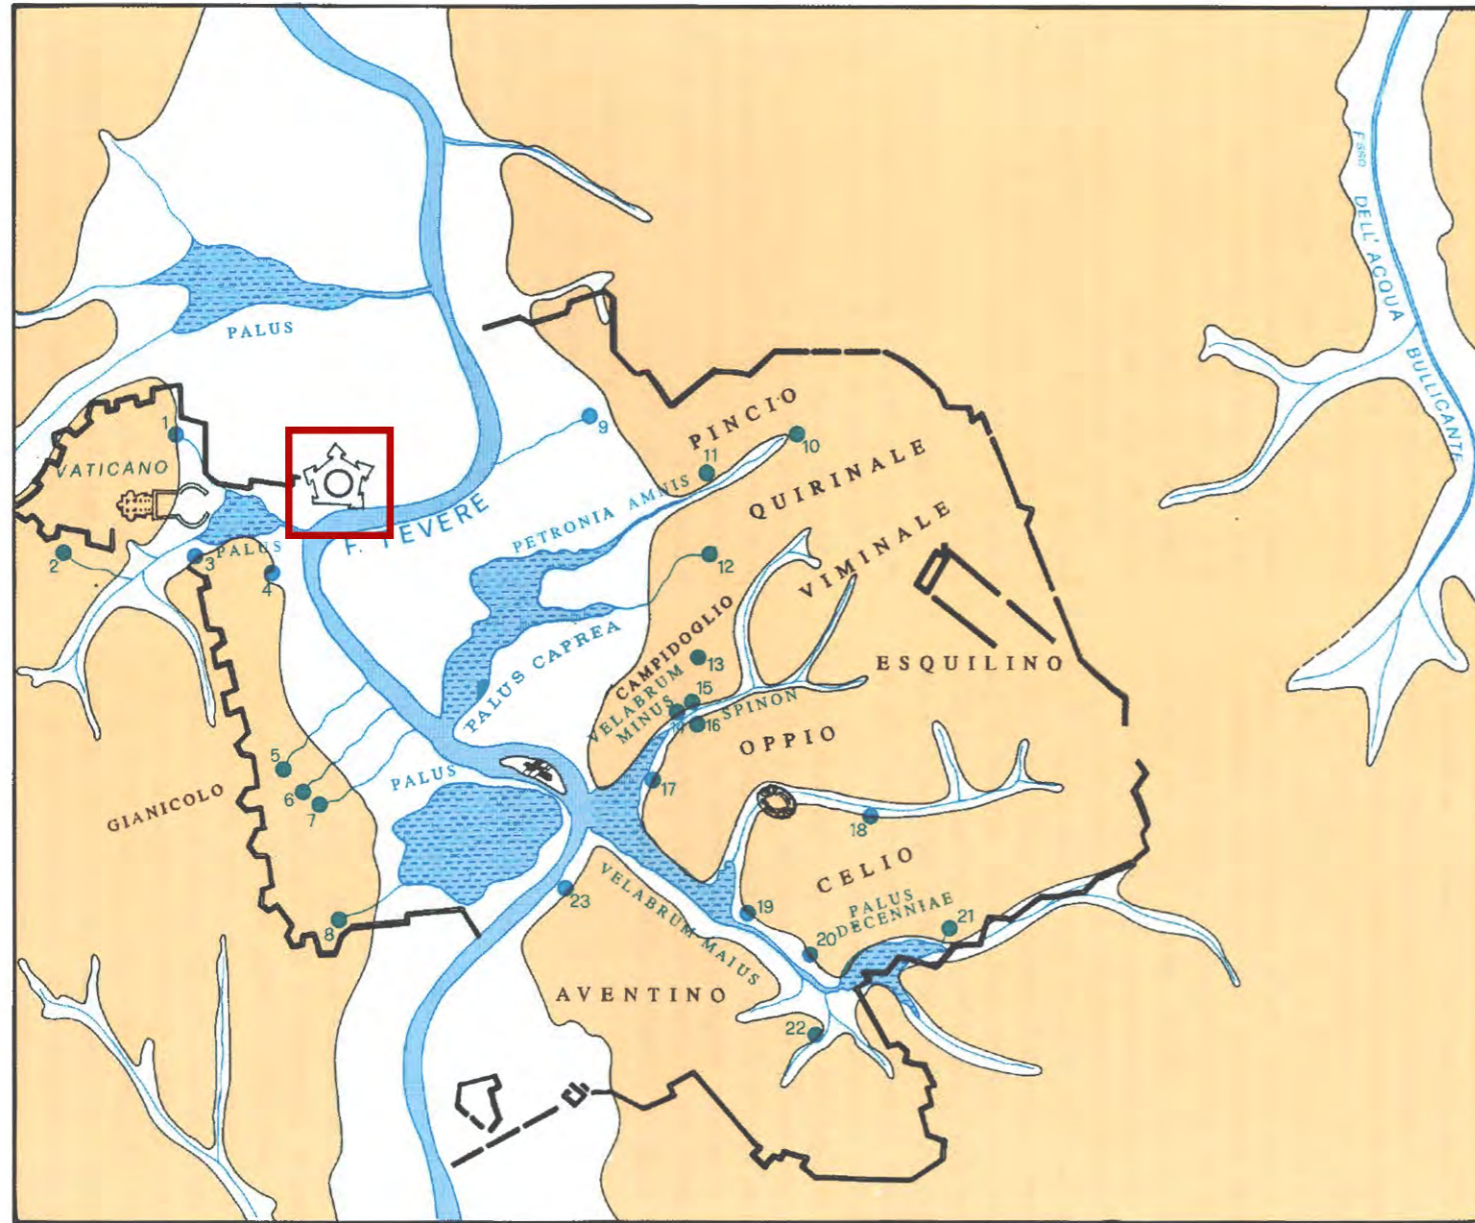 Fosso DELL' ACQUA BULLICANTE
PALUS
PINCIO
9
10
1
VATICANO
11
QUIRINALE
PETRONIA AMNIS
F. TEVERE
VIMINALE
PALUS
2
3
4
12
CAMPIDOGLIO
PALUS CAPREA
13
ESQUILINO
VELABRUM
MINUS
15
16
SPINON
OPPIO
5
6
7
PALUS
17
GIANICOLO
18
CELIO
23
VELABRUM MAIUS
19
PALUS
DECENNIAE
21
8
20
AVENTINO
22